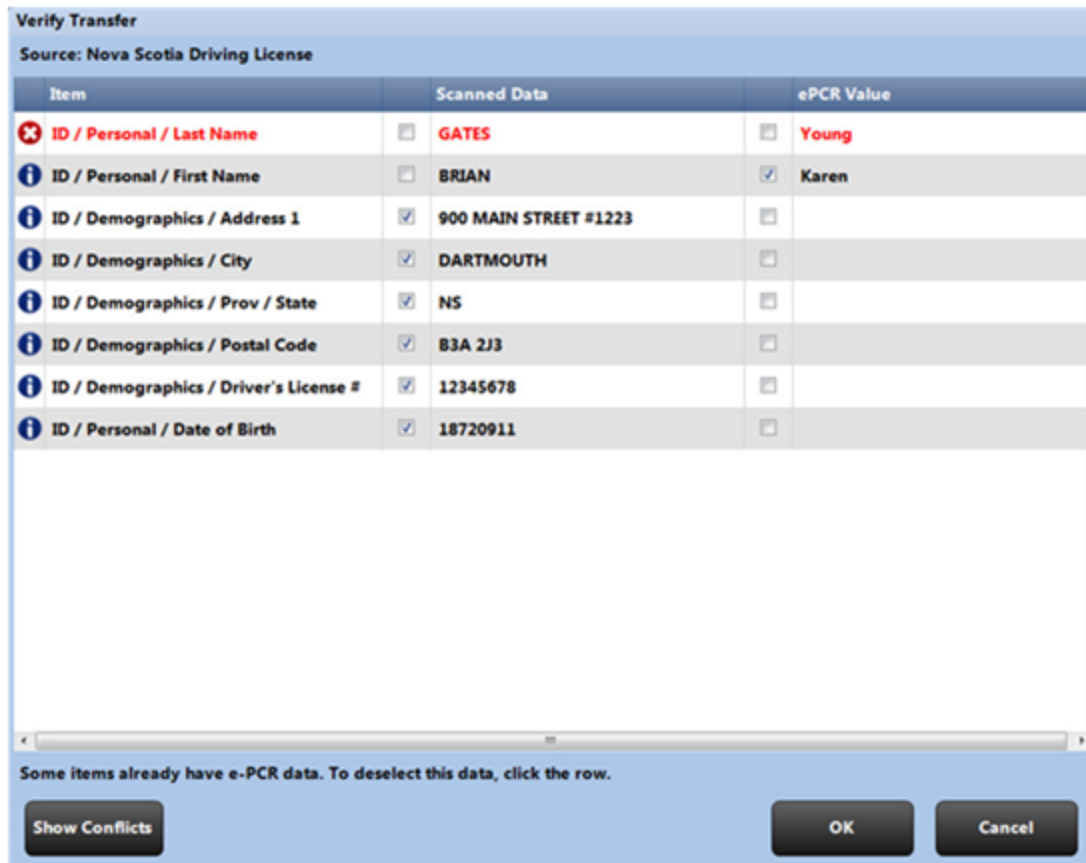 Verify Transfer
Source: Nova Scotia Driving License
Item Scanned Data ePCR Value
ID / Personal / Last Name GATES Young
ID / Personal / First Name BRIAN Karen
ID / Demographics / Address 1 900 MAIN STREET #1223
ID / Demographics / City DARTMOUTH
ID / Demographics / Prov / State NS
ID / Demographics / Postal Code B3A 2J3
ID / Demographics / Driver's License # 12345678
ID / Personal / Date of Birth 18720911
Some items already have e-PCR data. To deselect this data, click the row.
Show Conflicts OK Cancel